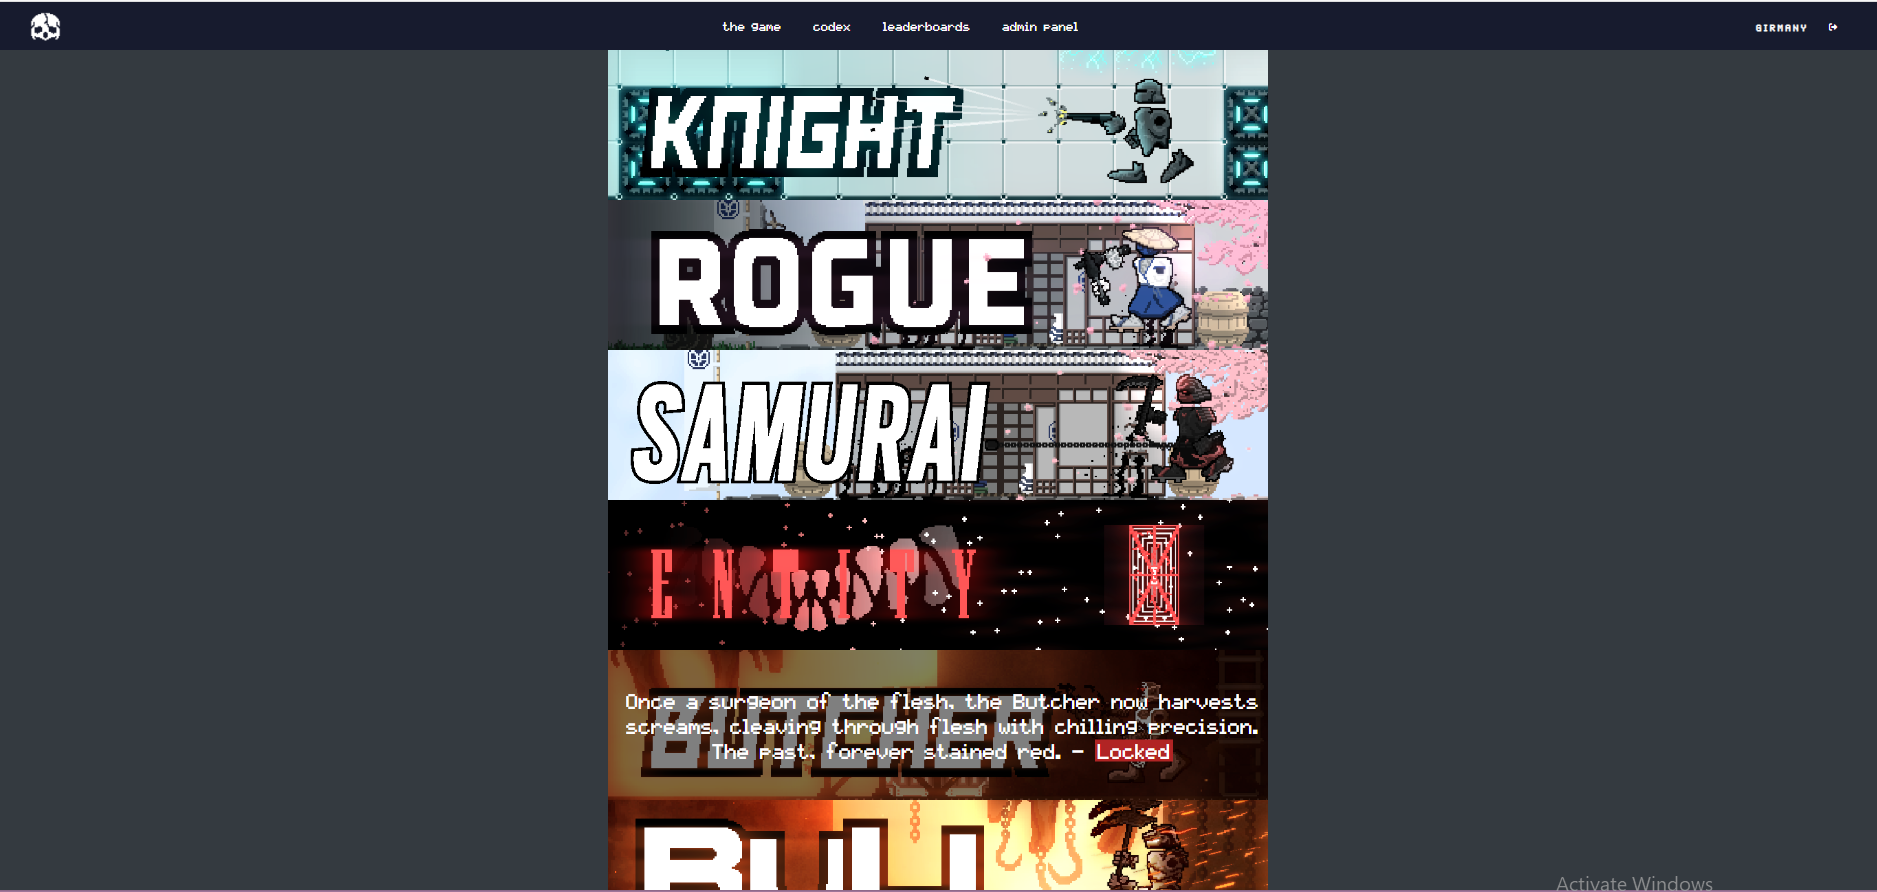 the game codex leaderboards admin panel GIRMANY
KNIGHT
ROGUE
SAMURAI
ENTITY
BUTCHER
Once a surgeon of the flesh, the Butcher now harvests
screams, cleaving through flesh with chilling precision.
The past, forever stained red. - Locked
Activate Windows